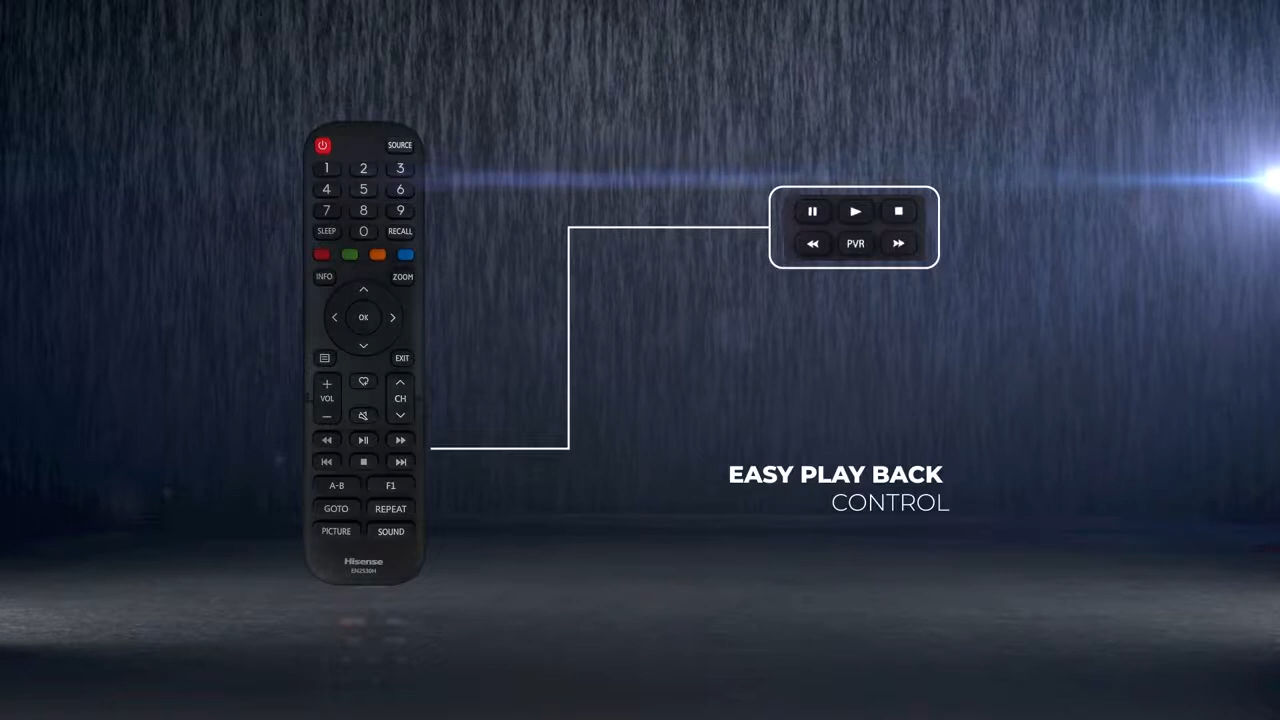 SOURCE
1 2 3
4 5 6
7 8 9
SLEEP 0 RECALL
INFO ZOOM
OK
EXIT
VOL CH
A-B F1
GOTO REPEAT
PICTURE SOUND
Hisense
EN2S30H
PVR
EASY PLAY BACK
CONTROL